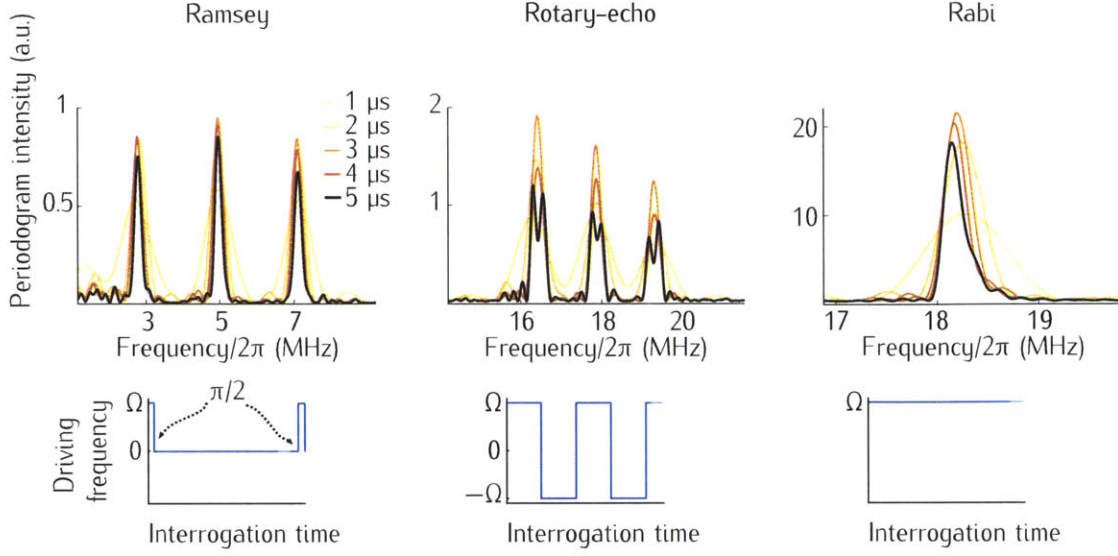 Ramsey
Rotary-echo
Rabi
Periodogram intensity (a.u.)
1
0.5
1 μs
2 μs
3 μs
4 μs
5 μs
3 5 7
Frequency/2π (MHz)
2
1
16 18 20
Frequency/2π (MHz)
20
10
17 18 19
Frequency/2π (MHz)
Driving
frequency
Ω
0
π/2
Interrogation time
Ω
0
−Ω
Interrogation time
Ω
Interrogation time